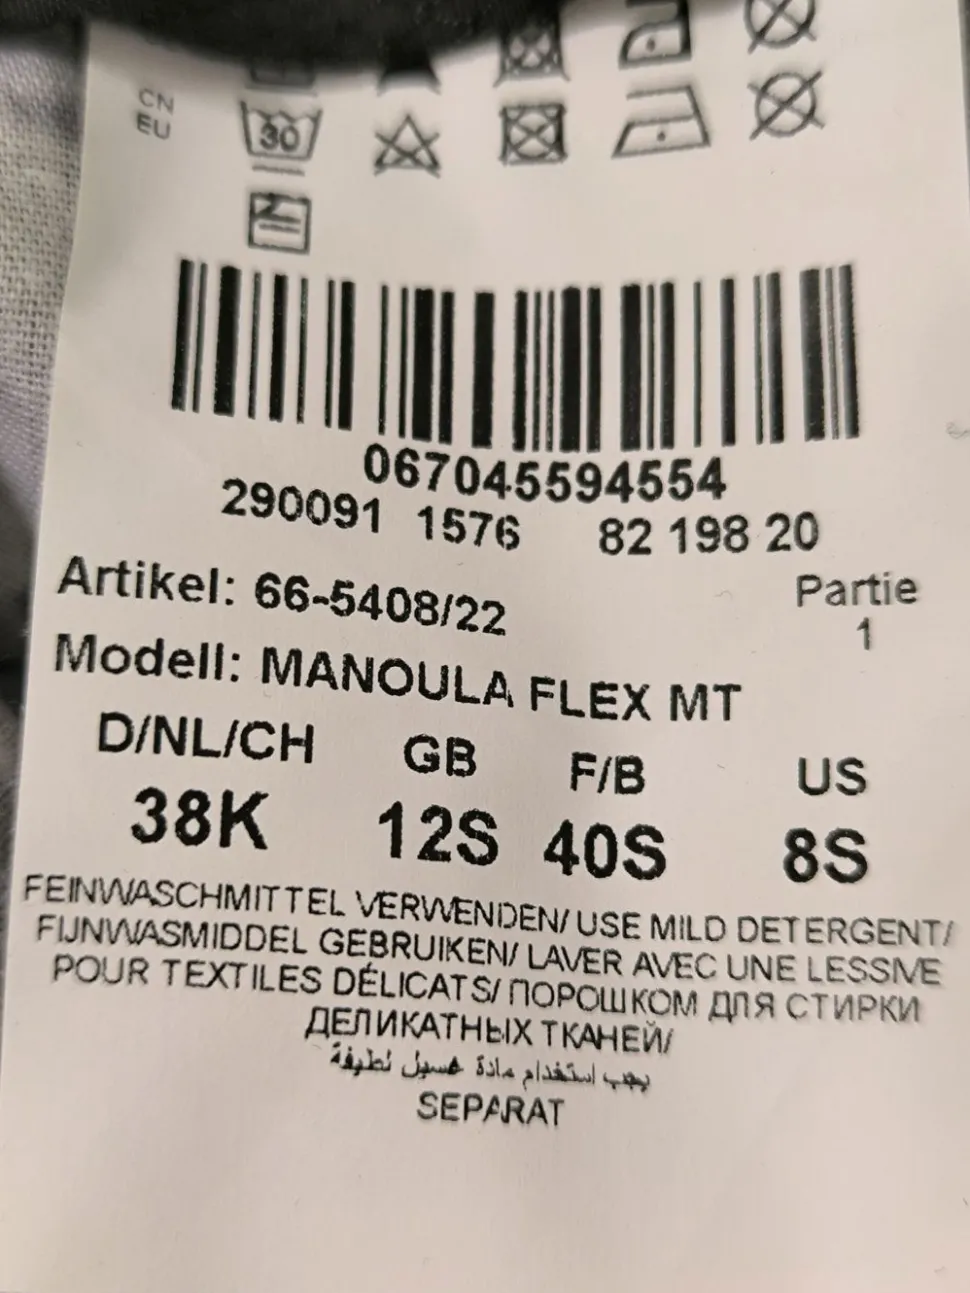 CN
EU
30
067045594554
290091 1576 82 198 20
Artikel: 66-5408/22 Partie
1
Modell: MANOULA FLEX MT
D/NL/CH GB F/B US
38K 12S 40S 8S
FEINWASCHMITTEL VERWENDEN/ USE MILD DETERGENT/
FIJNWASMIDDEL GEBRUIKEN/ LAVER AVEC UNE LESSIVE
POUR TEXTILES DÉLICATS/ ПОРОШКОМ ДЛЯ СТИРКИ
ДЕЛИКАТНЫХ ТКАНЕЙ/
يجب استخدام مادة غسيل لطيفة
SEPARAT